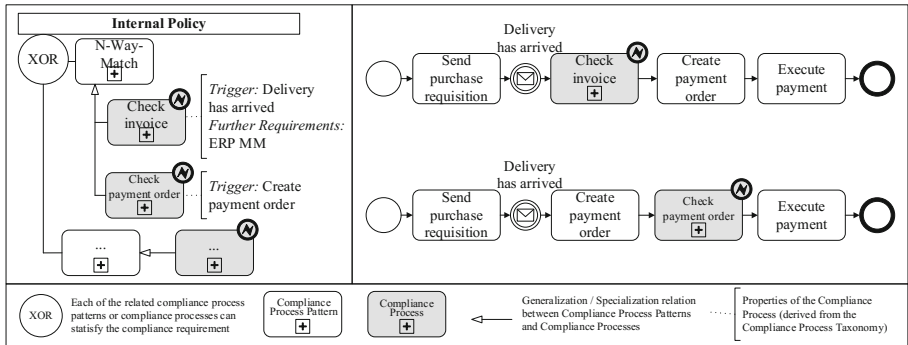 Internal Policy
XOR
N-Way-
Match
Check
invoice
Trigger: Delivery
has arrived
Further Requirements:
ERP MM
Check
payment order
Trigger: Create
payment order
...
...
Delivery
has arrived
Send
purchase
requisition
Check
invoice
Create
payment
order
Execute
payment
Delivery
has arrived
Send
purchase
requisition
Create
payment
order
Check
payment order
Execute
payment
XOR
Each of the related compliance process
patterns or compliance processes can
statisfy the compliance requirement
Compliance
Process Pattern
Compliance
Process
Generalization / Specialization relation
between Compliance Process Patterns
and Compliance Processes
Properties of the Compliance
Process (derived from the
Compliance Process Taxonomy)